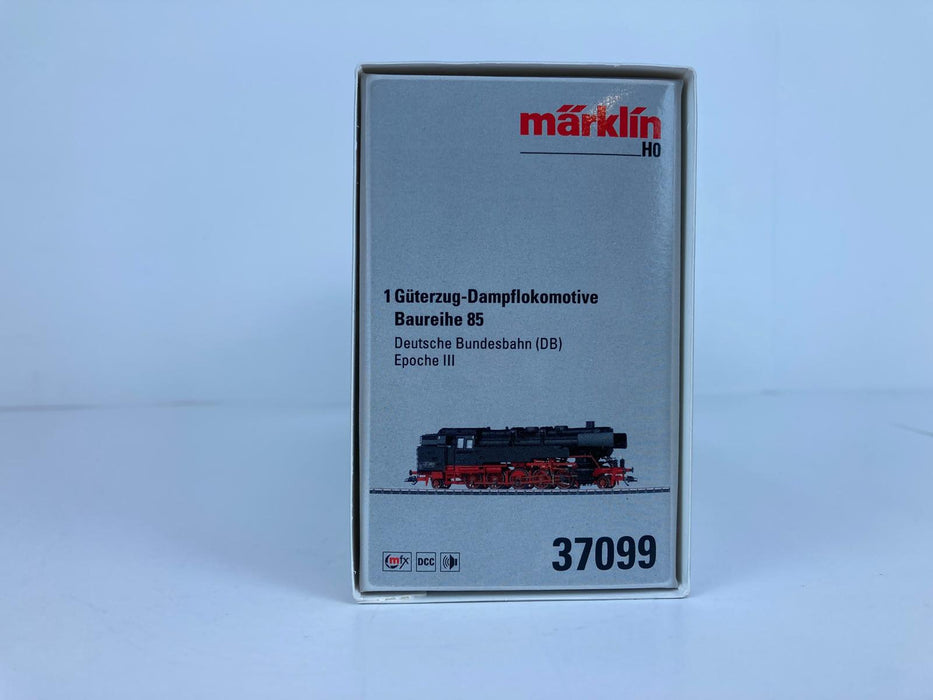 märklin
H0
1 Güterzug-Dampflokomotive
Baureihe 85
Deutsche Bundesbahn (DB)
Epoche III
mfx DCC
37099